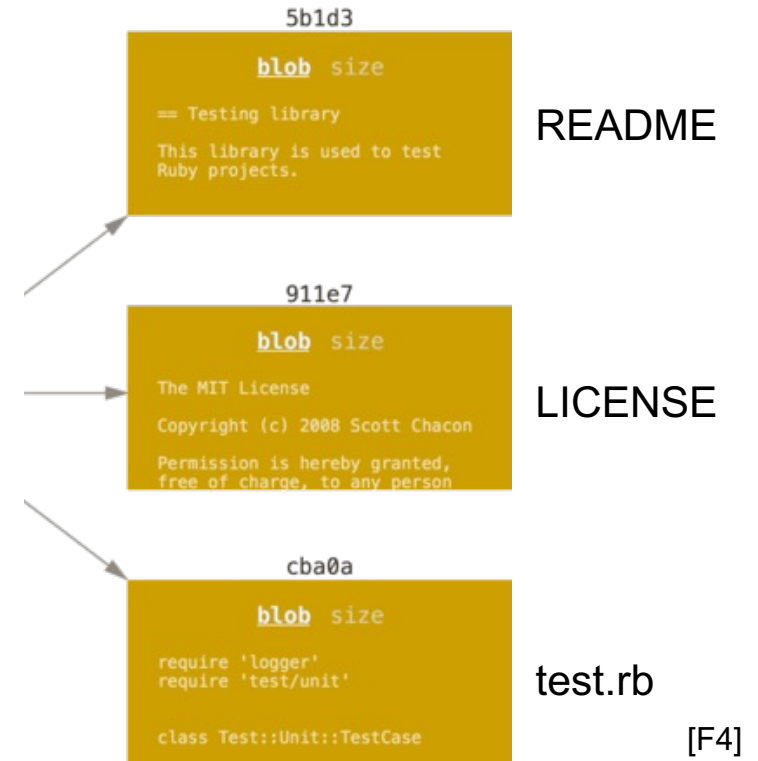 5b1d3
blob size
== Testing library
This library is used to test
Ruby projects.
README
911e7
blob size
The MIT License
Copyright (c) 2008 Scott Chacon
Permission is hereby granted,
free of charge, to any person
LICENSE
cba0a
blob size
require 'logger'
require 'test/unit'
class Test::Unit::TestCase
test.rb
[F4]